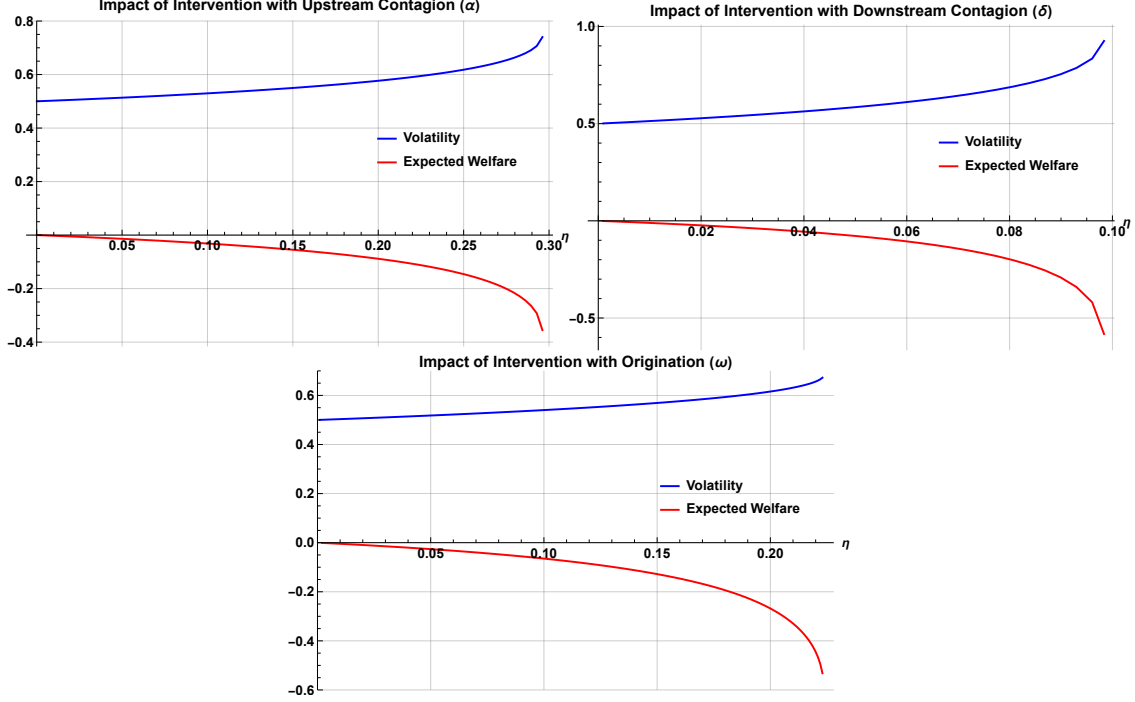 Impact of Intervention with Upstream Contagion (α)
0.8
0.6
0.4
0.2
-0.2
-0.4
0.05
0.10
0.15
0.20
0.25
0.30
η
Volatility
Expected Welfare
Impact of Intervention with Downstream Contagion (δ)
1.0
0.5
-0.5
0.02
0.04
0.06
0.08
0.10
η
Volatility
Expected Welfare
Impact of Intervention with Origination (ω)
0.6
0.4
0.2
0.0
-0.2
-0.4
-0.6
0.05
0.10
0.15
0.20
η
Volatility
Expected Welfare